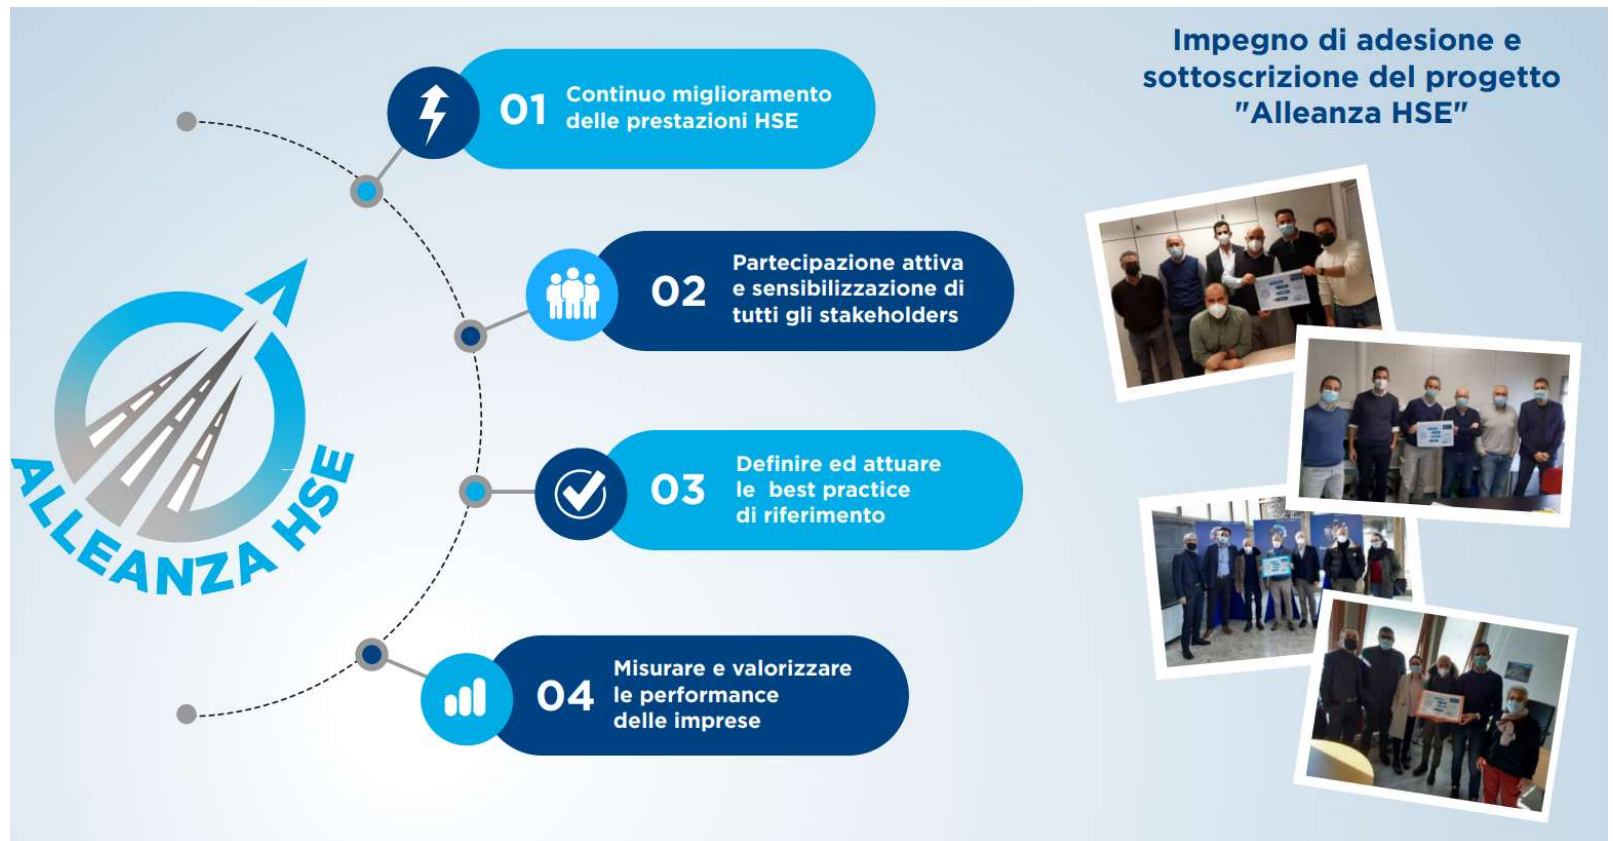 ALLEANZA HSE
01
Continuo miglioramento
delle prestazioni HSE
02
Partecipazione attiva
e sensibilizzazione di
tutti gli stakeholders
03
Definire ed attuare
le best practice
di riferimento
04
Misurare e valorizzare
le performance
delle imprese
Impegno di adesione e
sottoscrizione del progetto
"Alleanza HSE"